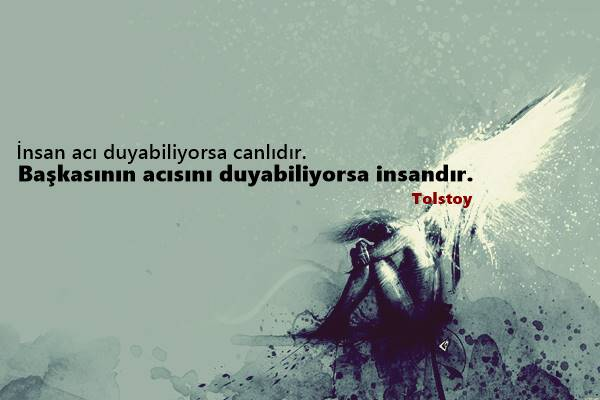 İnsan acı duyabiliyorsa canlıdır.
Başkasının acısını duyabiliyorsa insandır.
Tolstoy